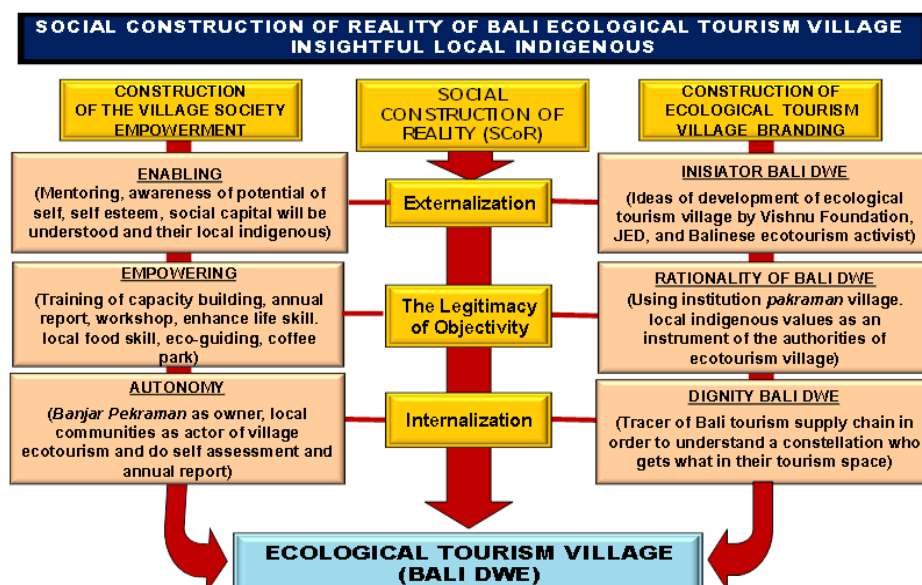 SOCIAL CONSTRUCTION OF REALITY OF BALI ECOLOGICAL TOURISM VILLAGE
INSIGHTFUL LOCAL INDIGENOUS
CONSTRUCTION
OF THE VILLAGE SOCIETY
EMPOWERMENT
ENABLING
(Mentoring, awareness of potential of
self, self esteem, social capital will be
understood and their local indigenous)
EMPOWERING
(Training of capacity building, annual
report, workshop, enhance life skill.
local food skill, eco-guiding, coffee
park)
AUTONOMY
(Banjar Pekraman as owner, local
communities as actor of village
ecotourism and do self assessment and
annual report)
SOCIAL
CONSTRUCTION OF
REALITY (SCoR)
Externalization
The Legitimacy
of Objectivity
Internalization
CONSTRUCTION OF
ECOLOGICAL TOURISM
VILLAGE BRANDING
INISIATOR BALI DWE
(Ideas of development of ecological
tourism village by Vishnu Foundation,
JED, and Balinese ecotourism activist)
RATIONALITY OF BALI DWE
(Using institution pakraman village.
local indigenous values as an
instrument of the authorities of
ecotourism village)
DIGNITY BALI DWE
(Tracer of Bali tourism supply chain in
order to understand a constellation who
gets what in their tourism space)
ECOLOGICAL TOURISM VILLAGE
(BALI DWE)